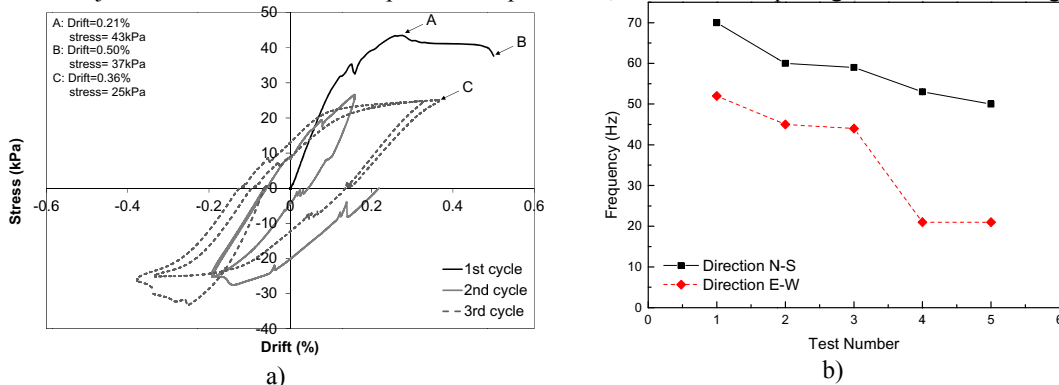 A: Drift=0.21%
stress= 43kPa
B: Drift=0.50%
stress= 37kPa
C: Drift=0.36%
stress= 25kPa
50
40
30
20
10
0
-10
-20
-30
-40
-0.6
-0.4
-0.2
0
0.2
0.4
0.6
A
B
C
Stress (kPa)
Drift (%)
1st cycle
2nd cycle
3rd cycle
a)
70
60
50
40
30
20
10
0
0
1
2
3
4
5
6
Frequency (Hz)
Direction N-S
Direction E-W
Test Number
b)